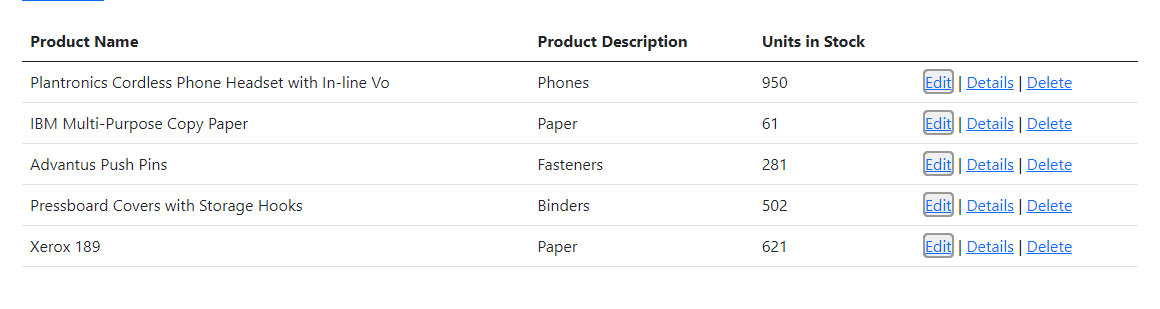 Product Name Product Description Units in Stock
Plantronics Cordless Phone Headset with In-line Vo Phones 950 Edit | Details | Delete
IBM Multi-Purpose Copy Paper Paper 61 Edit | Details | Delete
Advantus Push Pins Fasteners 281 Edit | Details | Delete
Pressboard Covers with Storage Hooks Binders 502 Edit | Details | Delete
Xerox 189 Paper 621 Edit | Details | Delete